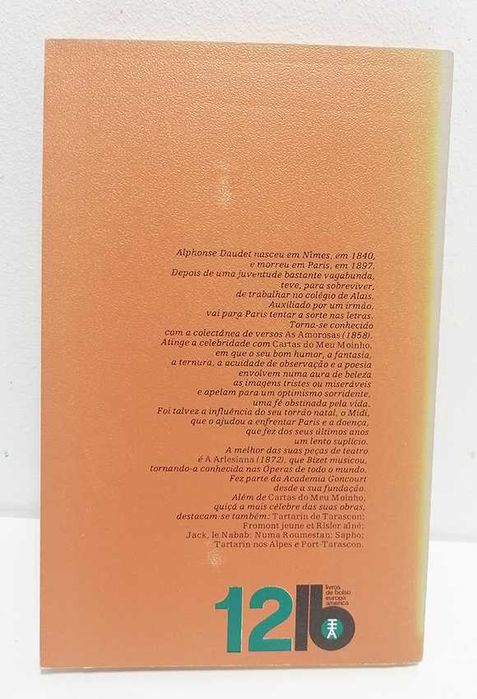 Alphonse Daudet nasceu em Nîmes, em 1840,
e morreu em Paris, em 1897.
Depois de uma juventude bastante vagabunda,
teve, para sobreviver,
de trabalhar no colégio de Alais.
Auxiliado por um irmão,
vai para Paris tentar a sorte nas letras.
Torna-se conhecido
com a colectânea de versos As Amorosas (1858).
Atinge a celebridade com Cartas do Meu Moinho,
em que o seu bom humor, a fantasia,
a ternura, a acuidade de observação e a poesia
envolvem numa aura de beleza
as imagens tristes ou miseráveis
e apelam para um optimismo sorridente,
uma fé obstinada pela vida.
Foi talvez a influência do seu torrão natal, o Midi,
que o ajudou a enfrentar Paris e a doença,
que fez dos seus últimos anos
um lento suplício.
A melhor das suas peças de teatro
é A Arlesiana (1872), que Bizet musicou,
tornando-a conhecida nas Óperas de todo o mundo.
Fez parte da Academia Goncourt
desde a sua fundação.
Além de Cartas do Meu Moinho,
quiçá a mais célebre das suas obras,
destacam-se também: Tartarin de Tarascon;
Fromont jeune et Risler aîné;
Jack, le Nabab; Numa Roumestan; Sapho;
Tartarin nos Alpes e Port-Tarascon.
livros
de bolso
europa
américa
12lb
EA